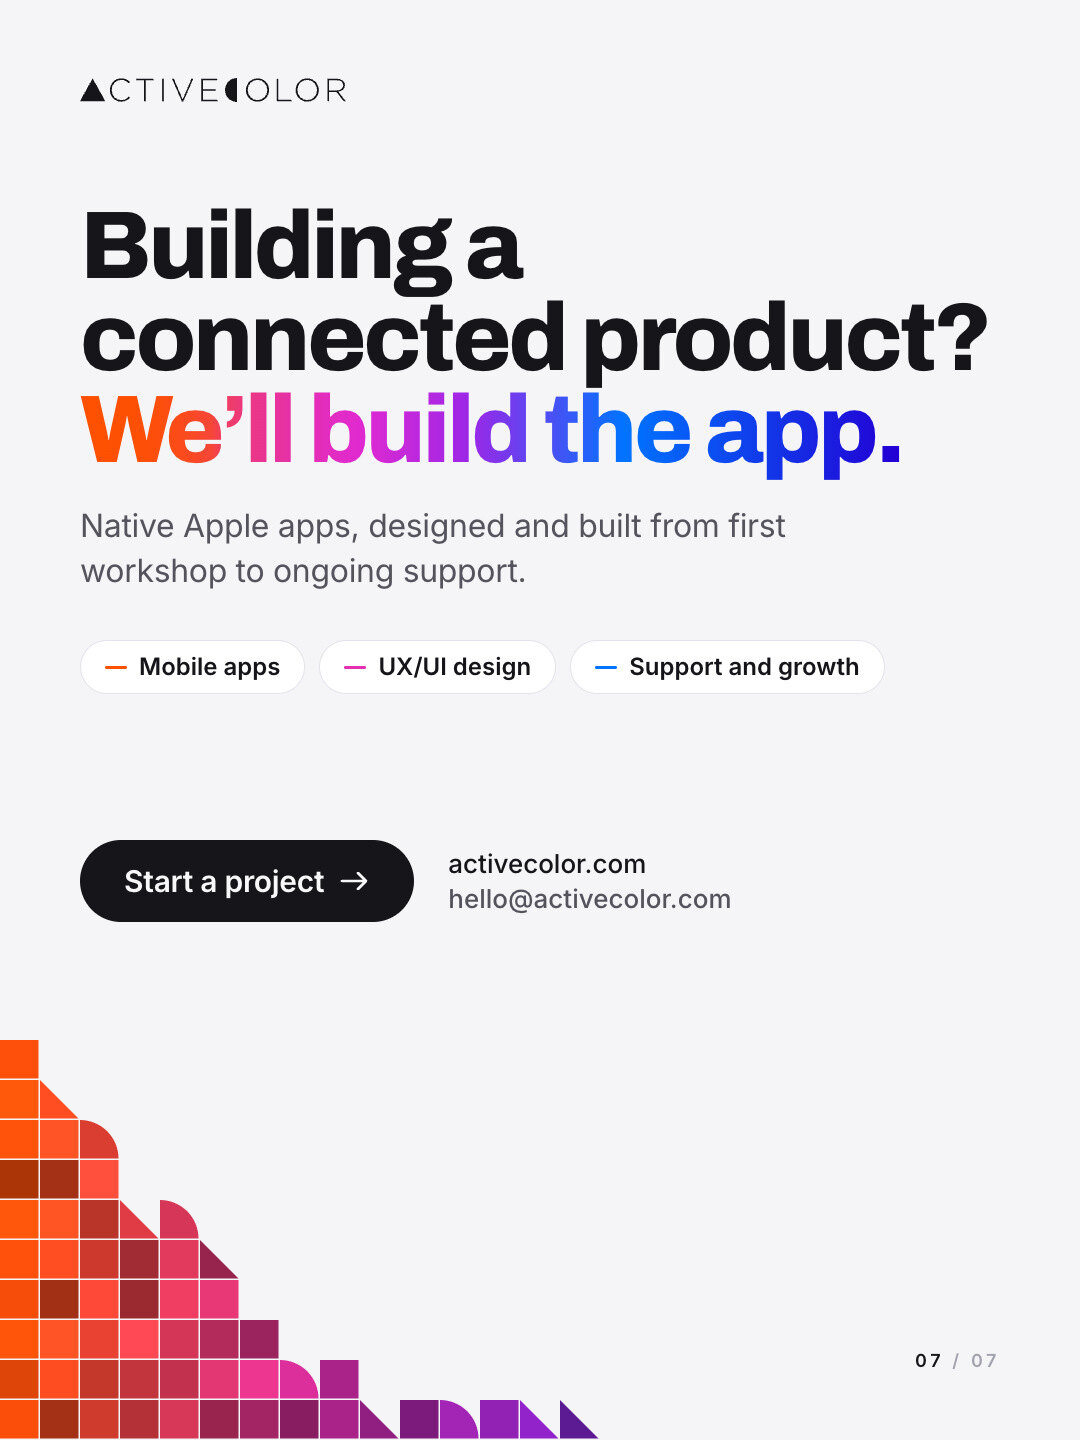 ACTIVECOLOR
Building a
connected product?
We’ll build the app.
Native Apple apps, designed and built from first
workshop to ongoing support.
Mobile apps
UX/UI design
Support and growth
Start a project →
activecolor.com
hello@activecolor.com
07 / 07